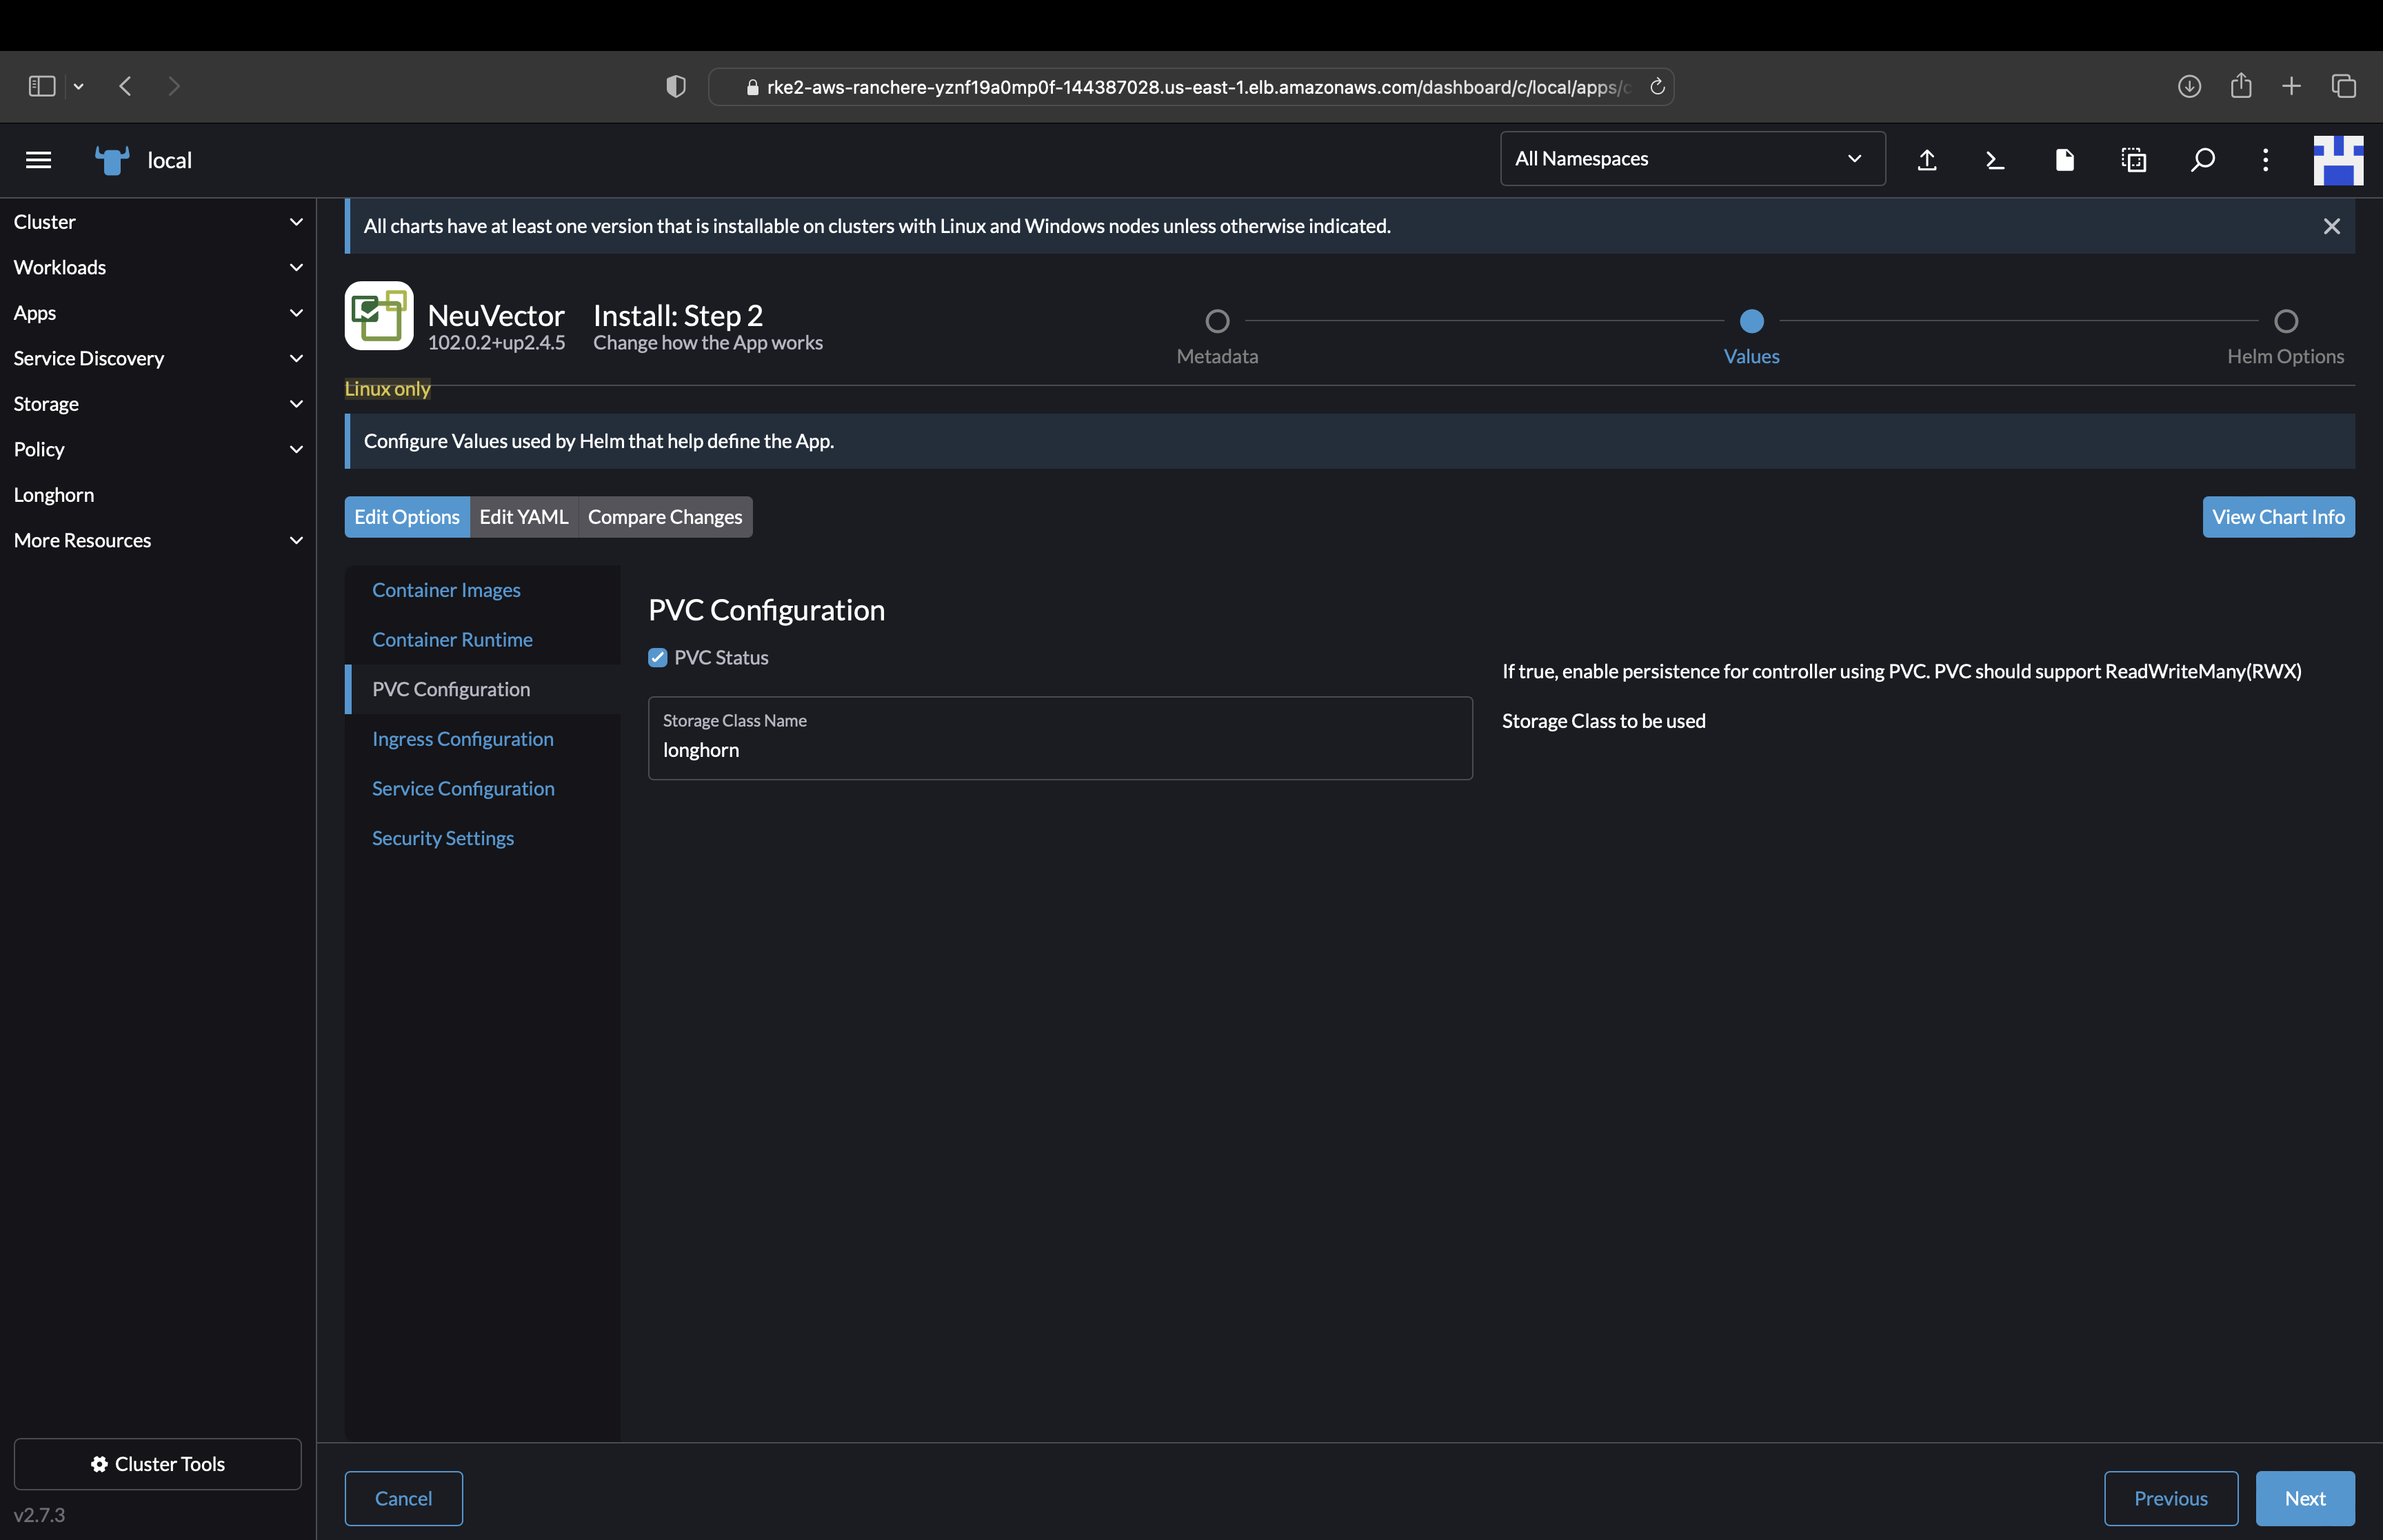 rke2-aws-ranchere-yznf19a0mp0f-144387028.us-east-1.elb.amazonaws.com/dashboard/c/local/apps/
local
All Namespaces
Cluster
Workloads
Apps
Service Discovery
Storage
Policy
Longhorn
More Resources
All charts have at least one version that is installable on clusters with Linux and Windows nodes unless otherwise indicated.
NeuVector
102.0.2+up2.4.5
Install: Step 2
Change how the App works
Metadata
Values
Helm Options
Linux only
Configure Values used by Helm that help define the App.
Edit Options
Edit YAML
Compare Changes
View Chart Info
Container Images
Container Runtime
PVC Configuration
Ingress Configuration
Service Configuration
Security Settings
PVC Configuration
PVC Status
If true, enable persistence for controller using PVC. PVC should support ReadWriteMany(RWX)
Storage Class Name
longhorn
Storage Class to be used
Cluster Tools
v2.7.3
Cancel
Previous
Next